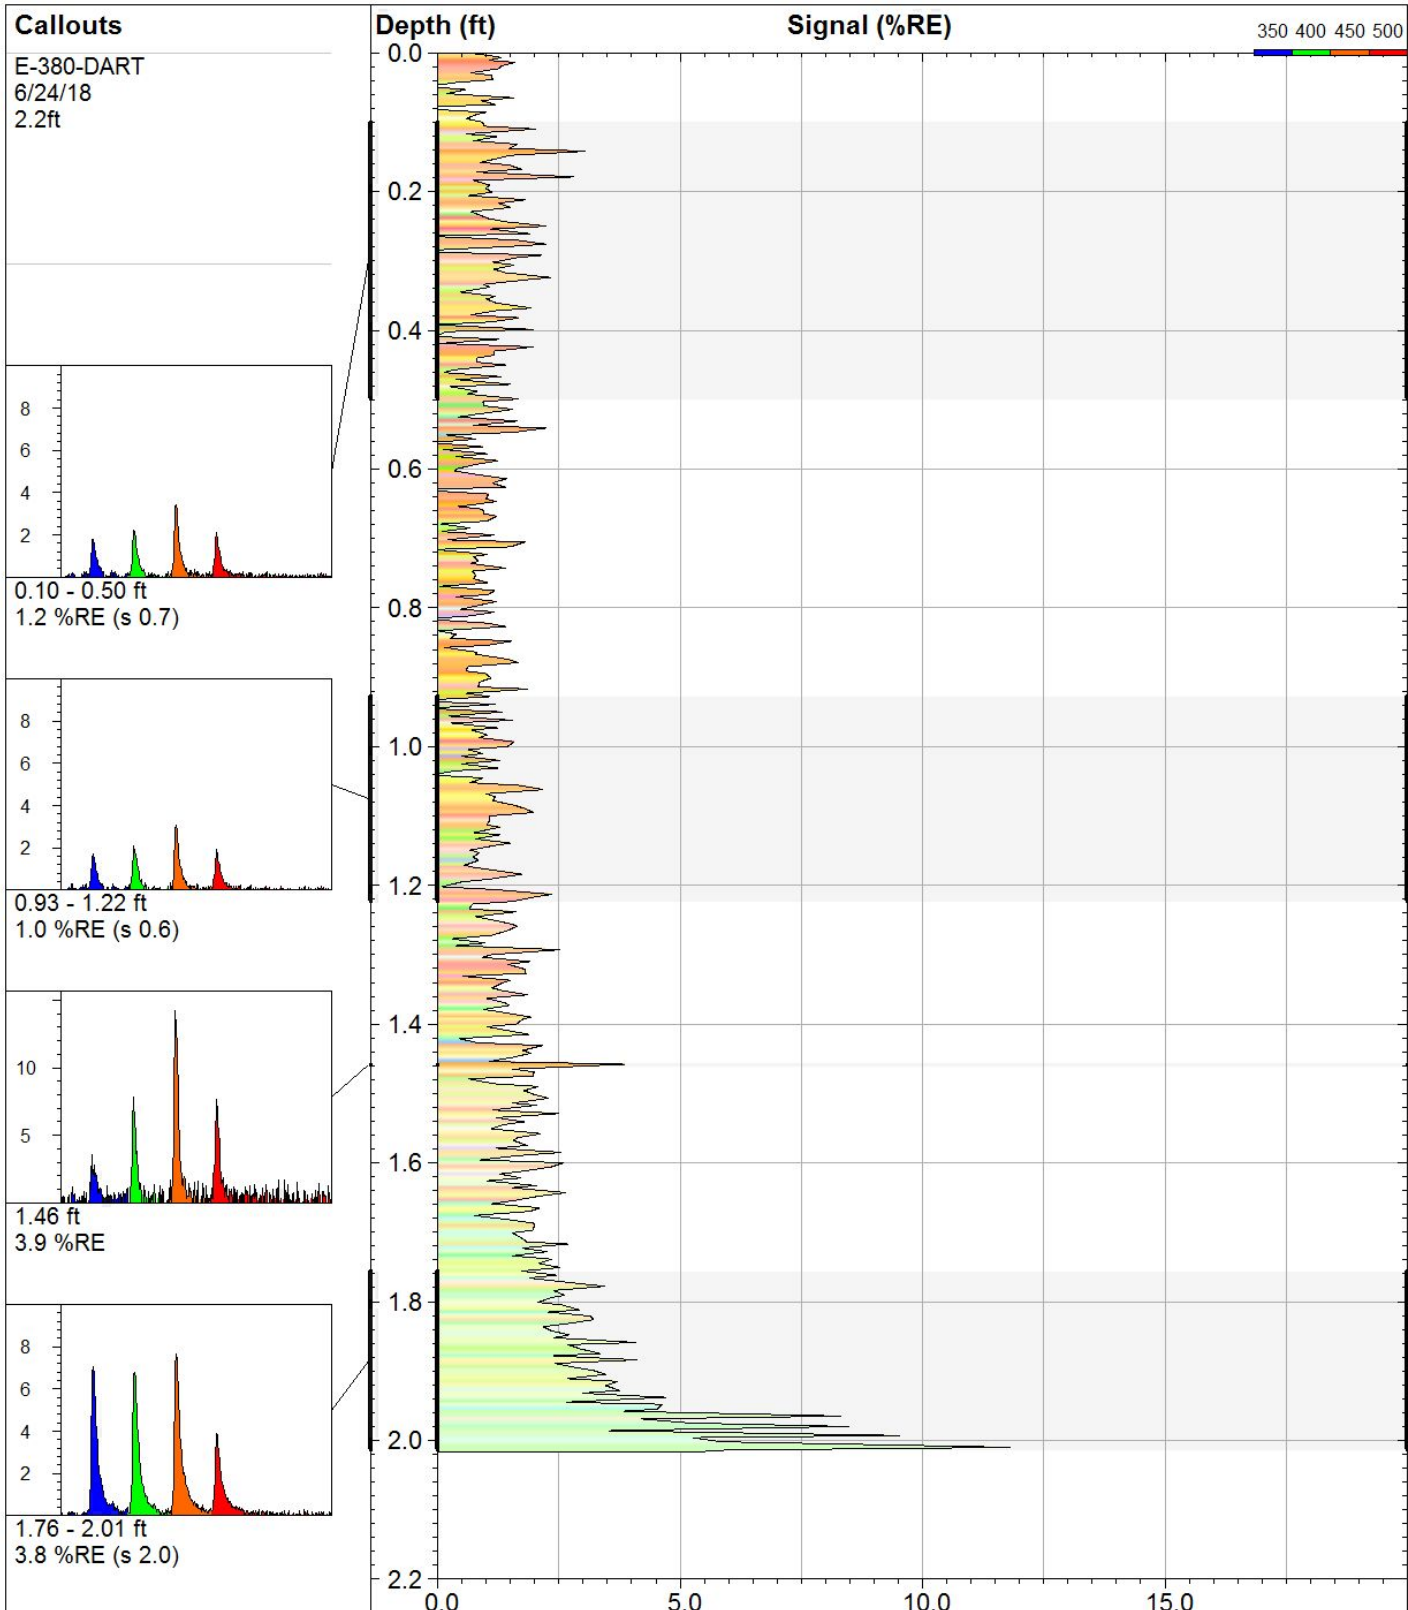 Callouts
E-380-DART
6/24/18
2.2ft
8
6
4
2
0.10 - 0.50 ft
1.2 %RE (s 0.7)
8
6
4
2
0.93 - 1.22 ft
1.0 %RE (s 0.6)
10
5
1.46 ft
3.9 %RE
8
6
4
2
1.76 - 2.01 ft
3.8 %RE (s 2.0)
Depth (ft)
Signal (%RE)
350 400 450 500
0.0
0.2
0.4
0.6
0.8
1.0
1.2
1.4
1.6
1.8
2.0
2.2
0.0 5.0 10.0 15.0